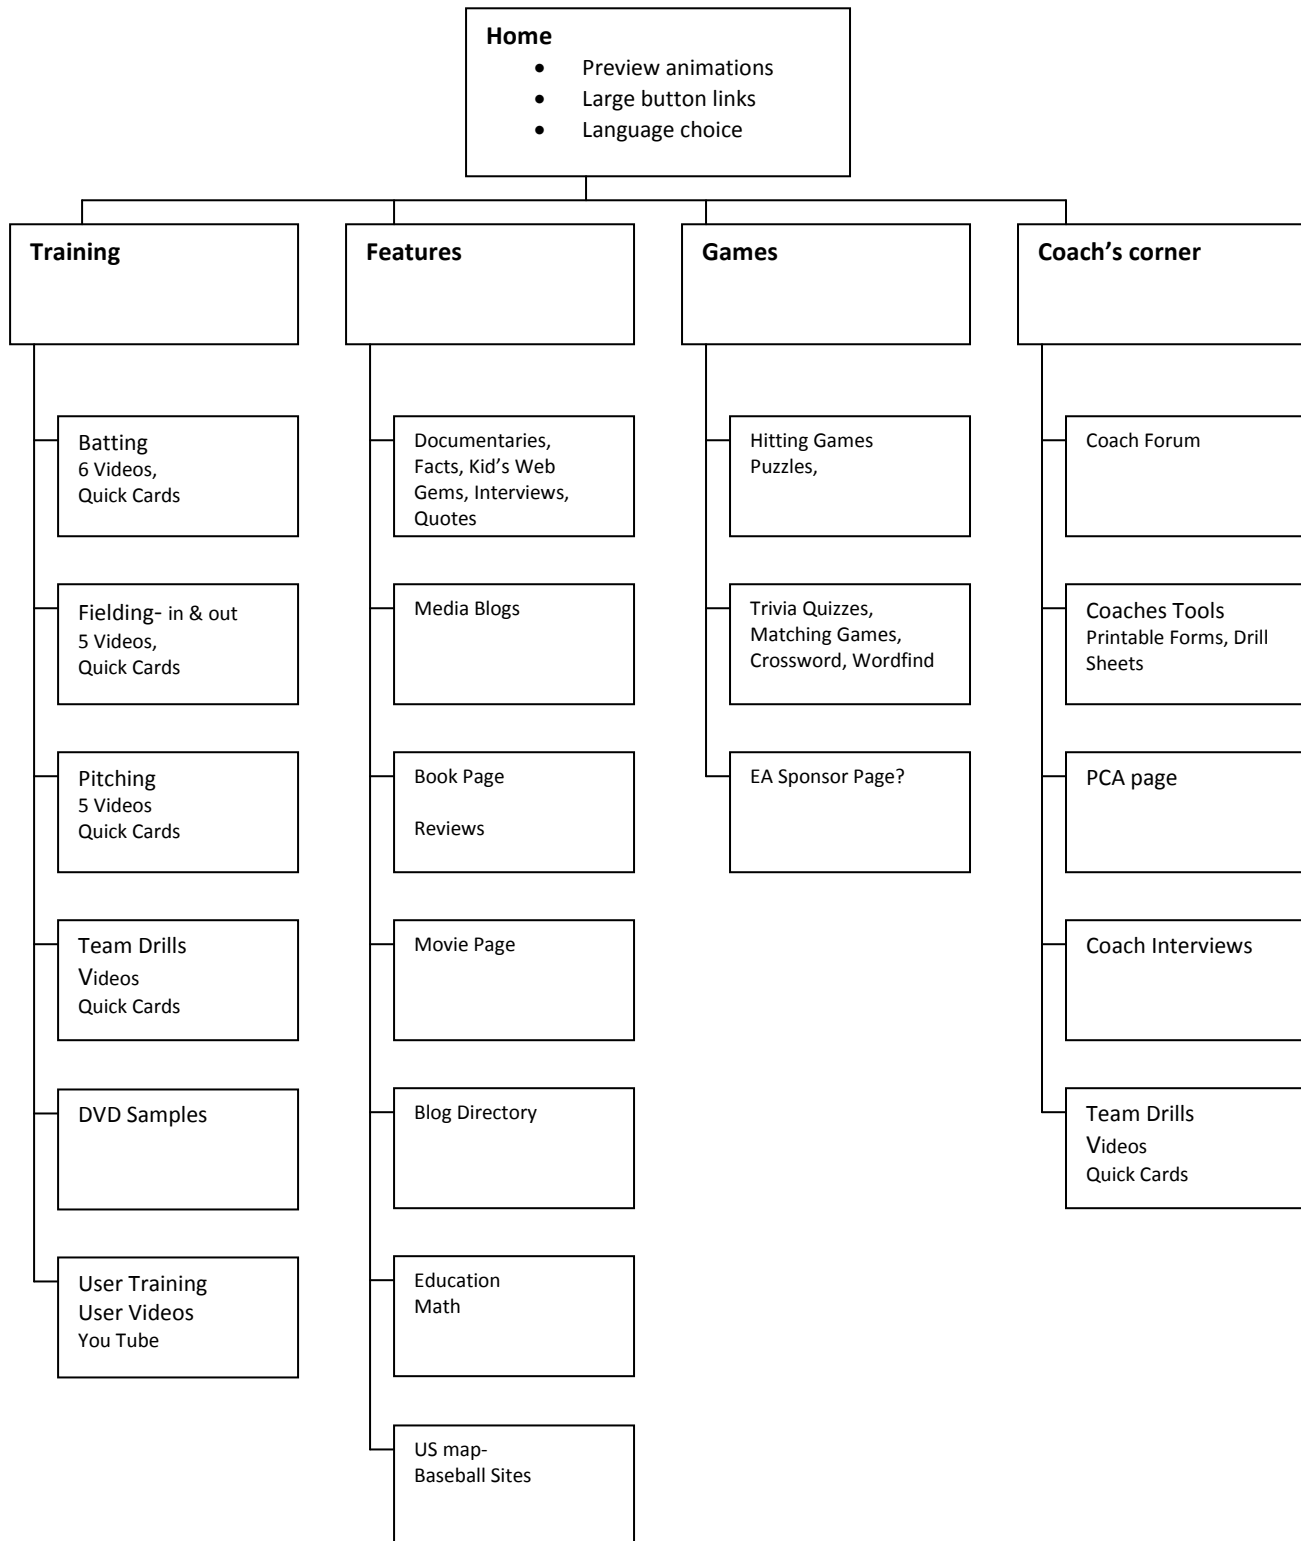 Home
• Preview animations
• Large button links
• Language choice
Training
Features
Games
Coach’s corner
Batting
6 Videos,
Quick Cards
Fielding- in & out
5 Videos,
Quick Cards
Pitching
5 Videos
Quick Cards
Team Drills
Videos
Quick Cards
DVD Samples
User Training
User Videos
You Tube
Documentaries,
Facts, Kid’s Web
Gems, Interviews,
Quotes
Media Blogs
Book Page
Reviews
Movie Page
Blog Directory
Education
Math
US map-
Baseball Sites
Hitting Games
Puzzles,
Trivia Quizzes,
Matching Games,
Crossword, Wordfind
EA Sponsor Page?
Coach Forum
Coaches Tools
Printable Forms, Drill
Sheets
PCA page
Coach Interviews
Team Drills
Videos
Quick Cards